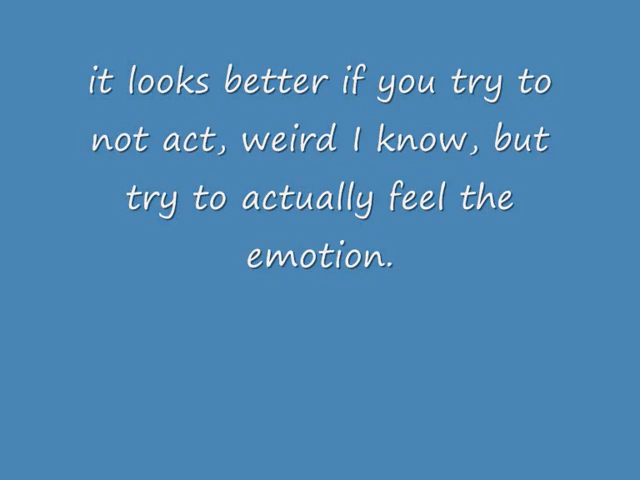 it looks better if you try to
not act, weird I know, but
try to actually feel the
emotion.